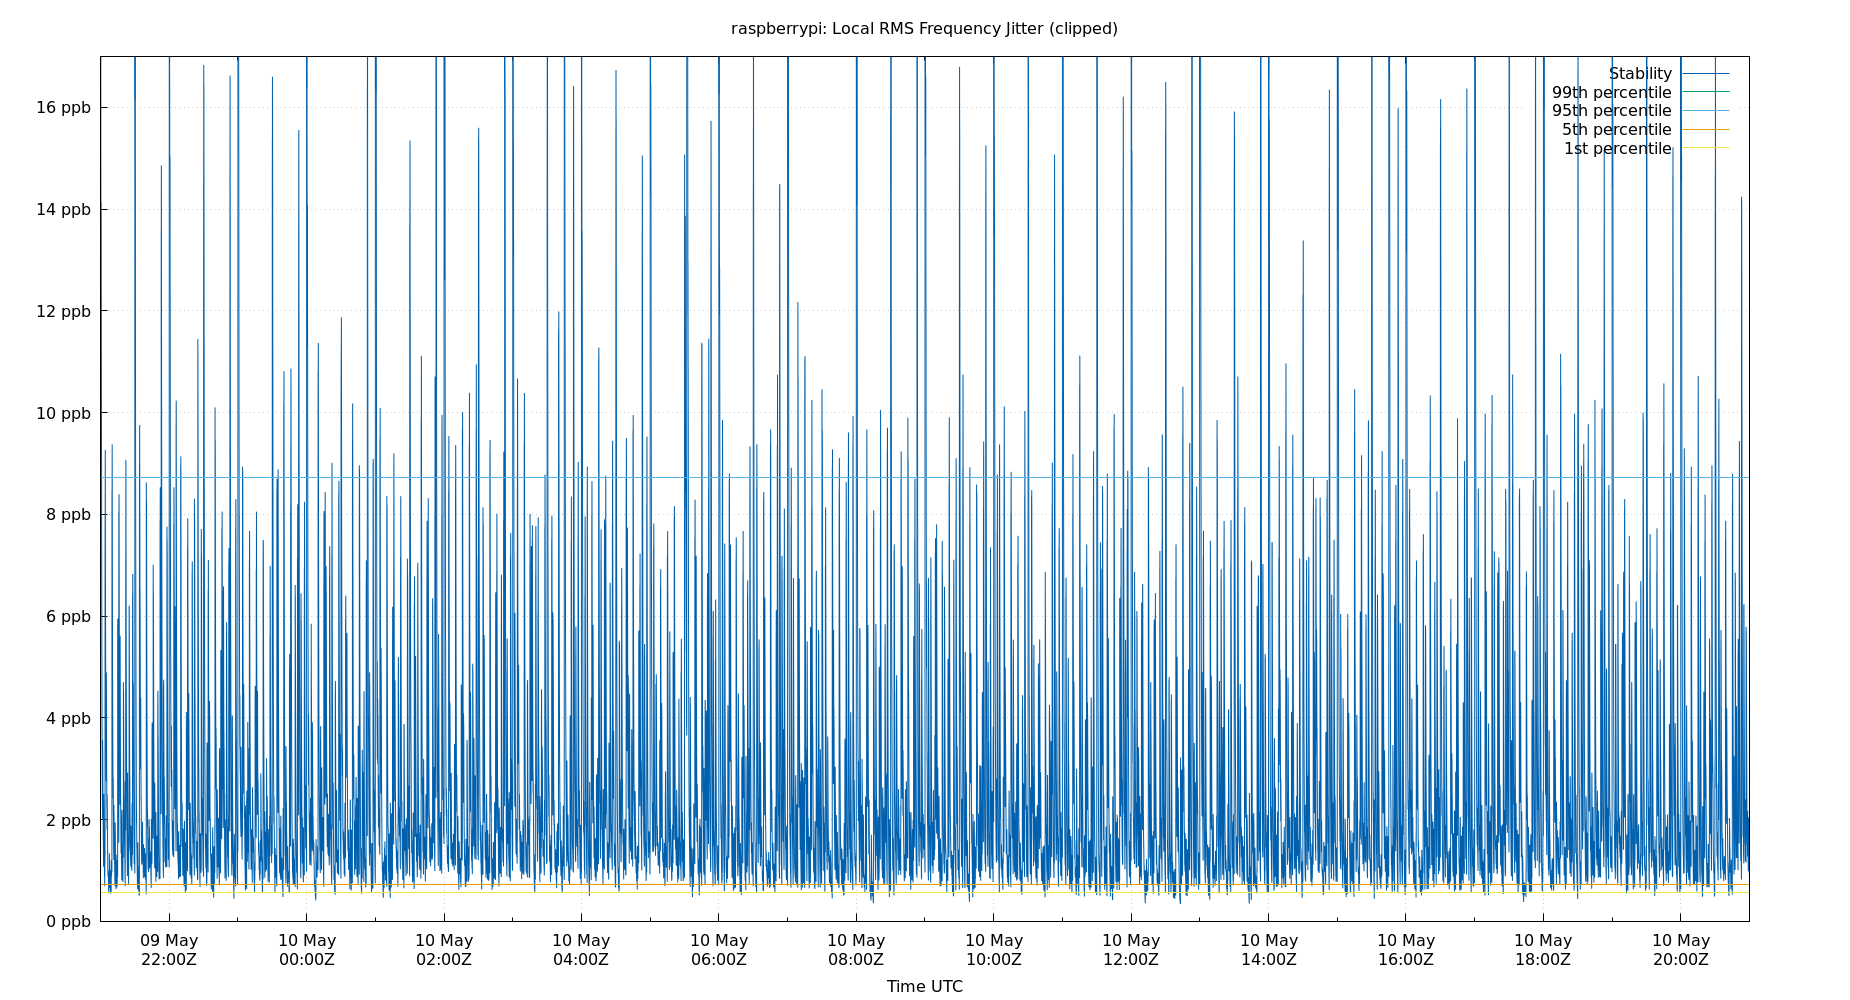 raspberrypi: Local RMS Frequency Jitter (clipped)
Stability
99th percentile
95th percentile
5th percentile
1st percentile
16 ppb
14 ppb
12 ppb
10 ppb
8 ppb
6 ppb
4 ppb
2 ppb
0 ppb
09 May 10 May 10 May 10 May 10 May 10 May 10 May 10 May 10 May 10 May 10 May 10 May
22:00Z 00:00Z 02:00Z 04:00Z 06:00Z 08:00Z 10:00Z 12:00Z 14:00Z 16:00Z 18:00Z 20:00Z
Time UTC